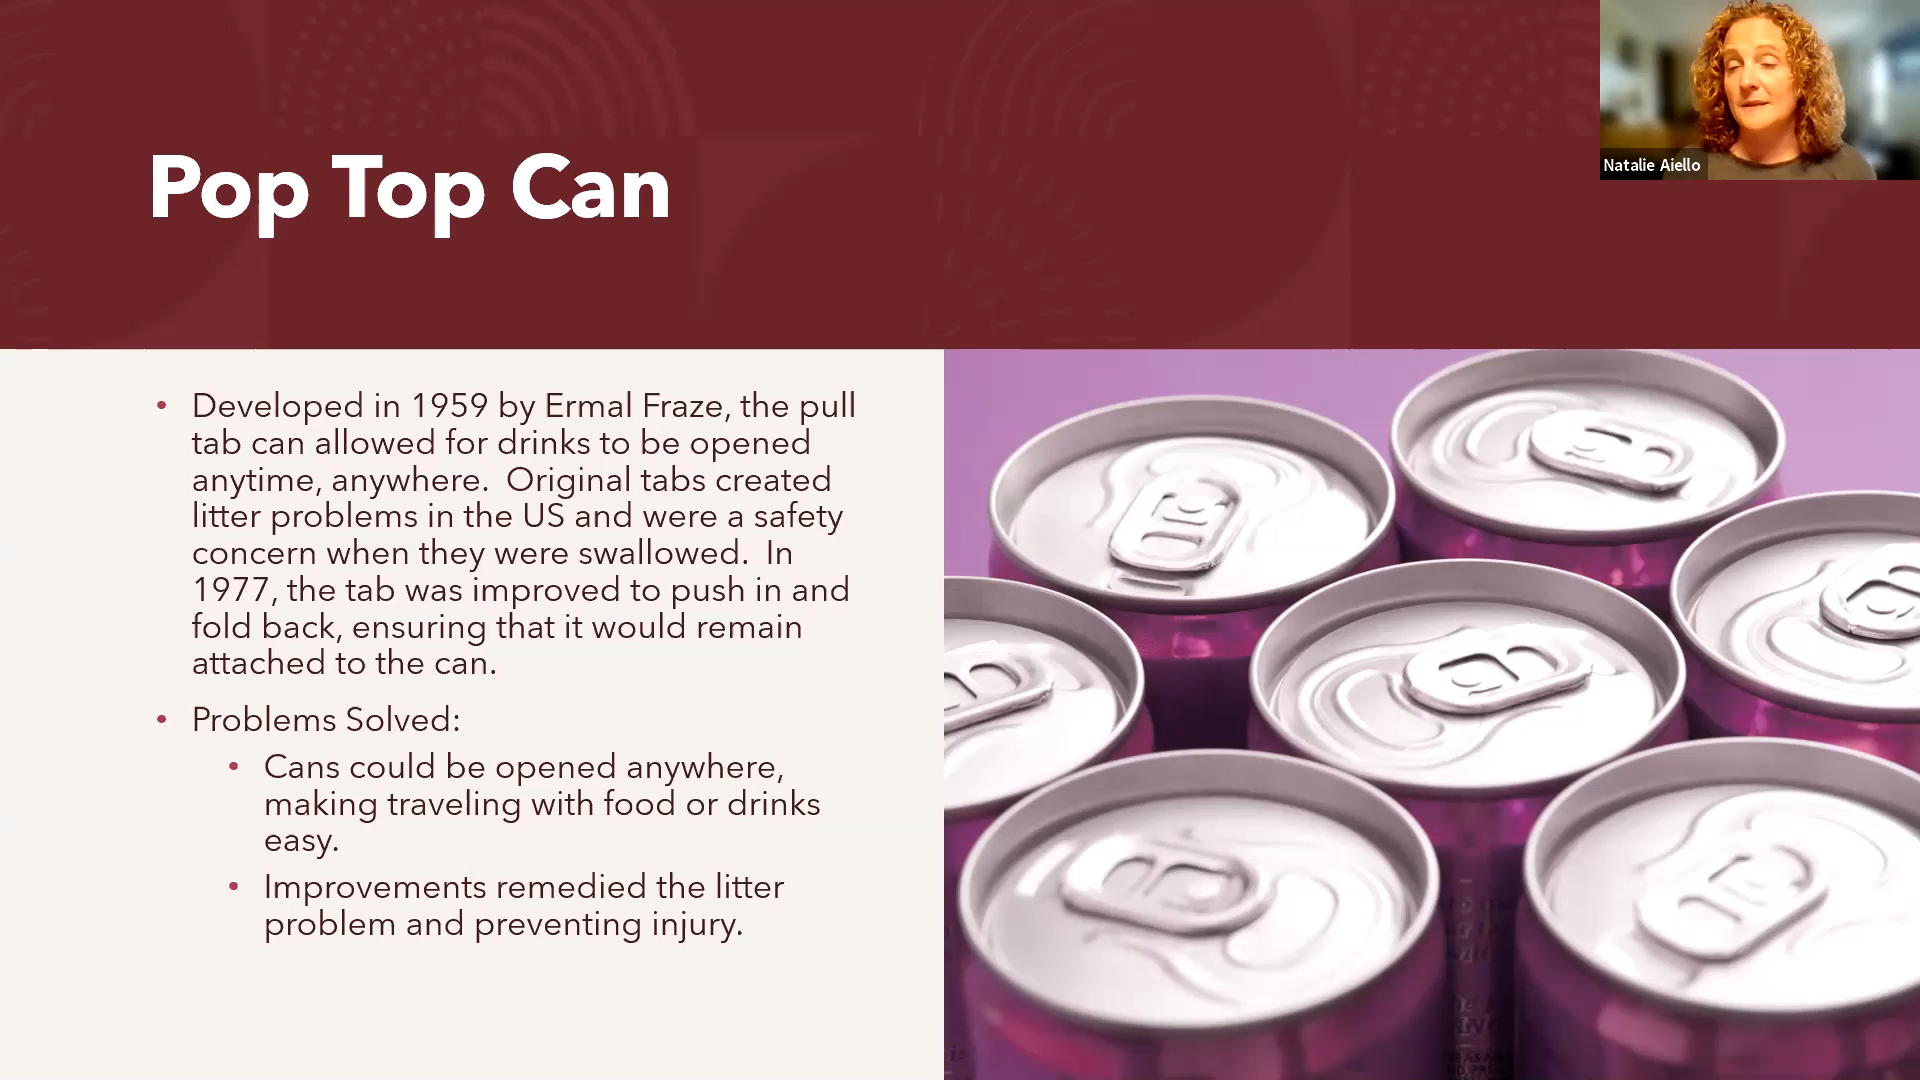 Pop Top Can
Natalie Aiello
• Developed in 1959 by Ermal Fraze, the pull
tab can allowed for drinks to be opened
anytime, anywhere.  Original tabs created
litter problems in the US and were a safety
concern when they were swallowed.  In
1977, the tab was improved to push in and
fold back, ensuring that it would remain
attached to the can.
• Problems Solved:
• Cans could be opened anywhere,
making traveling with food or drinks
easy.
• Improvements remedied the litter
problem and preventing injury.